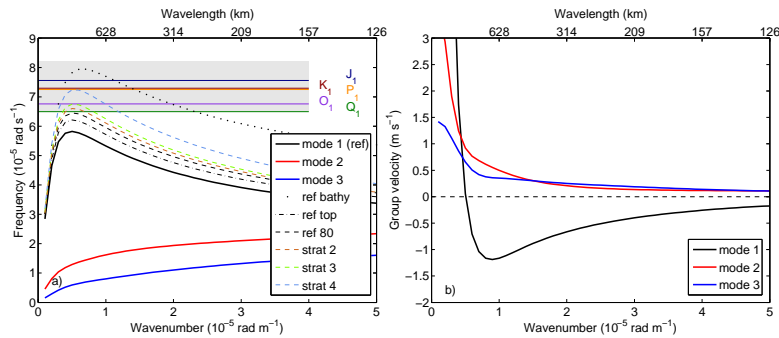 Wavelength (km)
628 314 209 157 126
9
8
7
6
5
4
3
2
1
0
Frequency (10⁻⁵ rad s⁻¹)
K₁ J₁
P₁
O₁ Q₁
mode 1 (ref)
mode 2
mode 3
ref bathy
ref top
ref 80
strat 2
strat 3
strat 4
a)
0 1 2 3 4 5
Wavenumber (10⁻⁵ rad m⁻¹)
Wavelength (km)
628 314 209 157 126
3
2.5
2
1.5
1
0.5
0
−0.5
−1
−1.5
−2
Group velocity (m s⁻¹)
mode 1
mode 2
mode 3
b)
0 1 2 3 4 5
Wavenumber (10⁻⁵ rad m⁻¹)